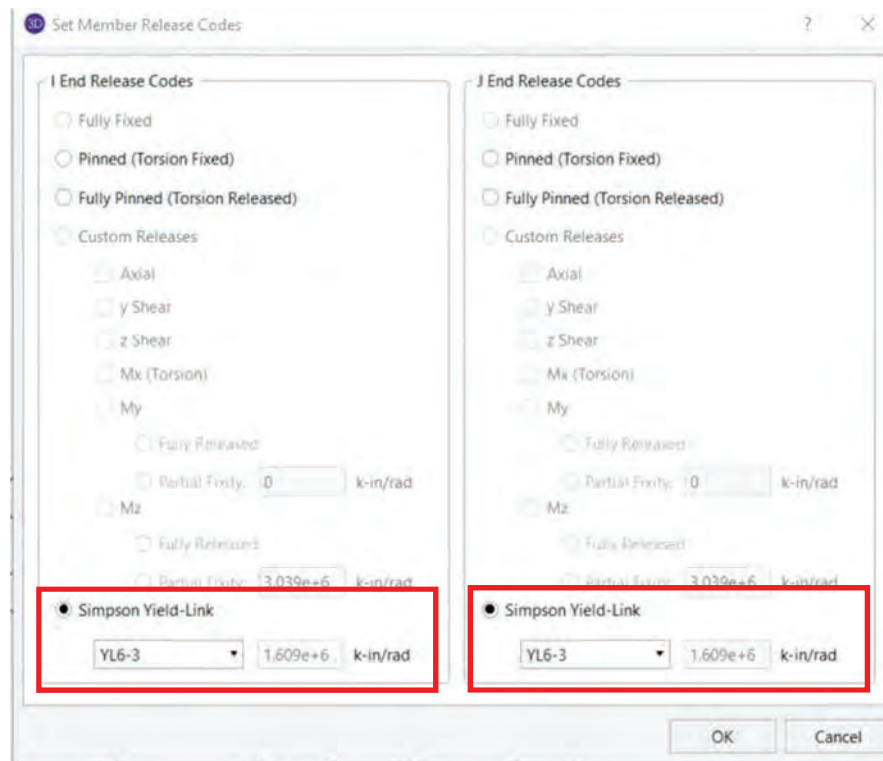 3D Set Member Release Codes ? ×
I End Release Codes
Fully Fixed
Pinned (Torsion Fixed)
Fully Pinned (Torsion Released)
Custom Releases
Axial
y Shear
z Shear
Mx (Torsion)
My
Fully Released
Partial Fixity: 0 k-in/rad
Mz
Fully Released
Partial Fixity: 3.039e+6 k-in/rad
Simpson Yield-Link
YL6-3 1.609e+6 k-in/rad
J End Release Codes
Fully Fixed
Pinned (Torsion Fixed)
Fully Pinned (Torsion Released)
Custom Releases
Axial
y Shear
z Shear
Mx (Torsion)
My
Fully Released
Partial Fixity: 0 k-in/rad
Mz
Fully Released
Partial Fixity: 3.039e+6 k-in/rad
Simpson Yield-Link
YL6-3 1.609e+6 k-in/rad
OK Cancel